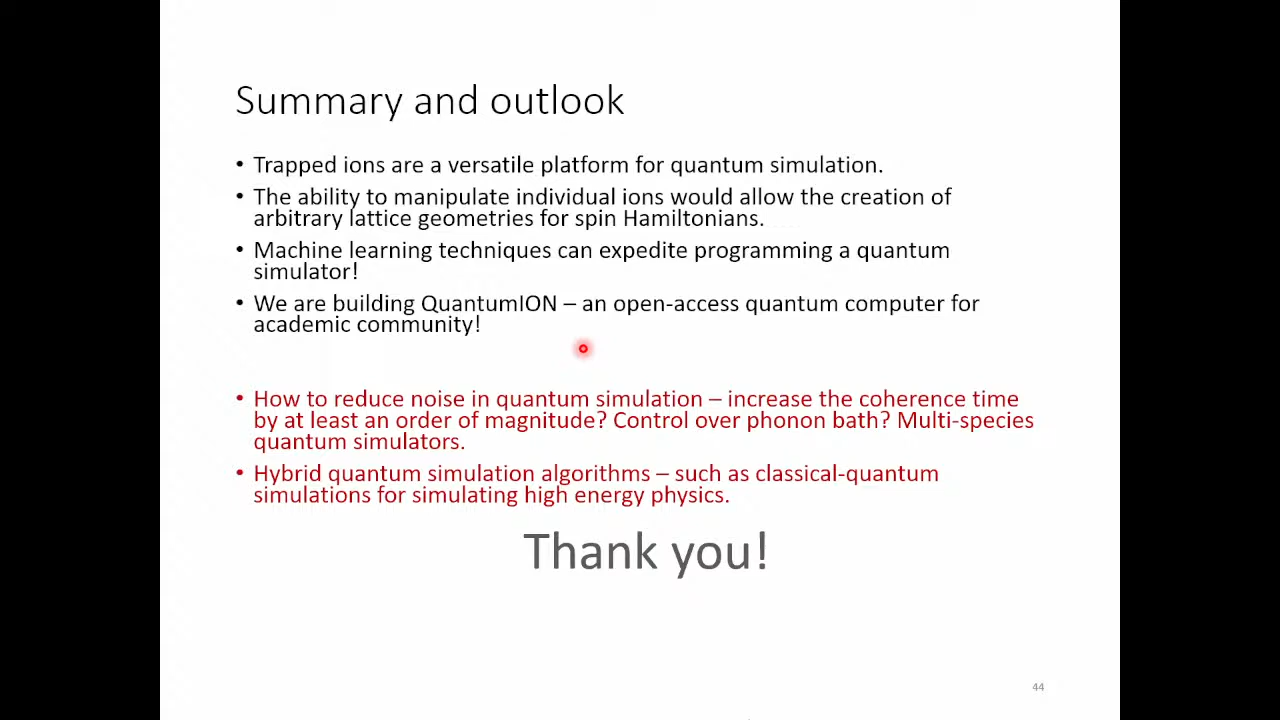 Summary and outlook
• Trapped ions are a versatile platform for quantum simulation.
• The ability to manipulate individual ions would allow the creation of
arbitrary lattice geometries for spin Hamiltonians.
• Machine learning techniques can expedite programming a quantum
simulator!
• We are building QuantumION – an open-access quantum computer for
academic community!
• How to reduce noise in quantum simulation – increase the coherence time
by at least an order of magnitude? Control over phonon bath? Multi-species
quantum simulators.
• Hybrid quantum simulation algorithms – such as classical-quantum
simulations for simulating high energy physics.
Thank you!
44